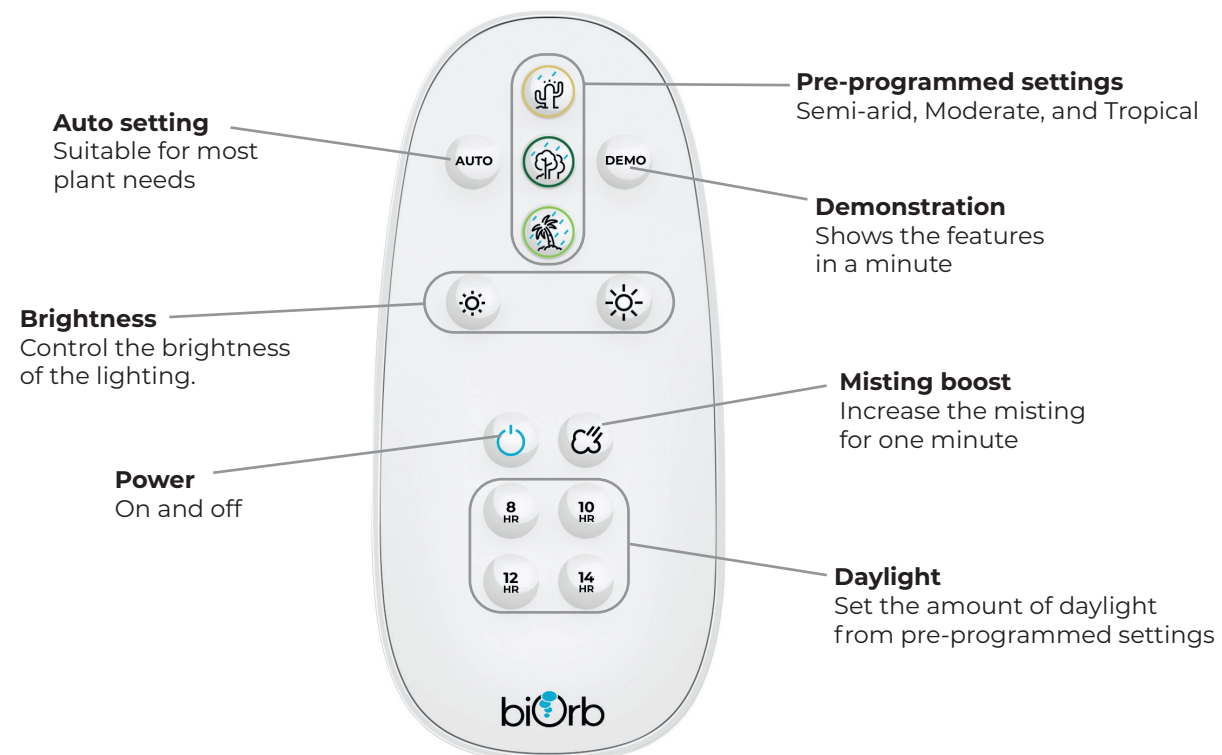 Auto setting
Suitable for most
plant needs
AUTO
DEMO
Pre-programmed settings
Semi-arid, Moderate, and Tropical
Demonstration
Shows the features
in a minute
Brightness
Control the brightness
of the lighting.
Misting boost
Increase the misting
for one minute
Power
On and off
8
HR
10
HR
12
HR
14
HR
Daylight
Set the amount of daylight
from pre-programmed settings
biOrb